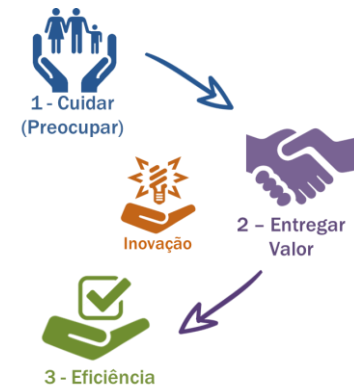 1 - Cuidar
(Preocupar)
Inovação
2 – Entregar
Valor
3 - Eficiência